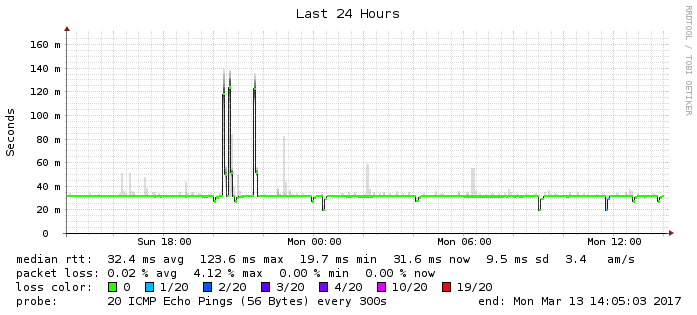 Last 24 Hours
RRDTOOL / TOBI OETIKER
Seconds
160 m
140 m
120 m
100 m
80 m
60 m
40 m
20 m
0
Sun 18:00 Mon 00:00 Mon 06:00 Mon 12:00
median rtt: 32.4 ms avg 123.6 ms max 19.7 ms min 31.6 ms now 9.5 ms sd 3.4 am/s
packet loss: 0.02 % avg 4.12 % max 0.00 % min 0.00 % now
loss color: 0 1/20 2/20 3/20 4/20 10/20 19/20
probe: 20 ICMP Echo Pings (56 Bytes) every 300s end: Mon Mar 13 14:05:03 2017